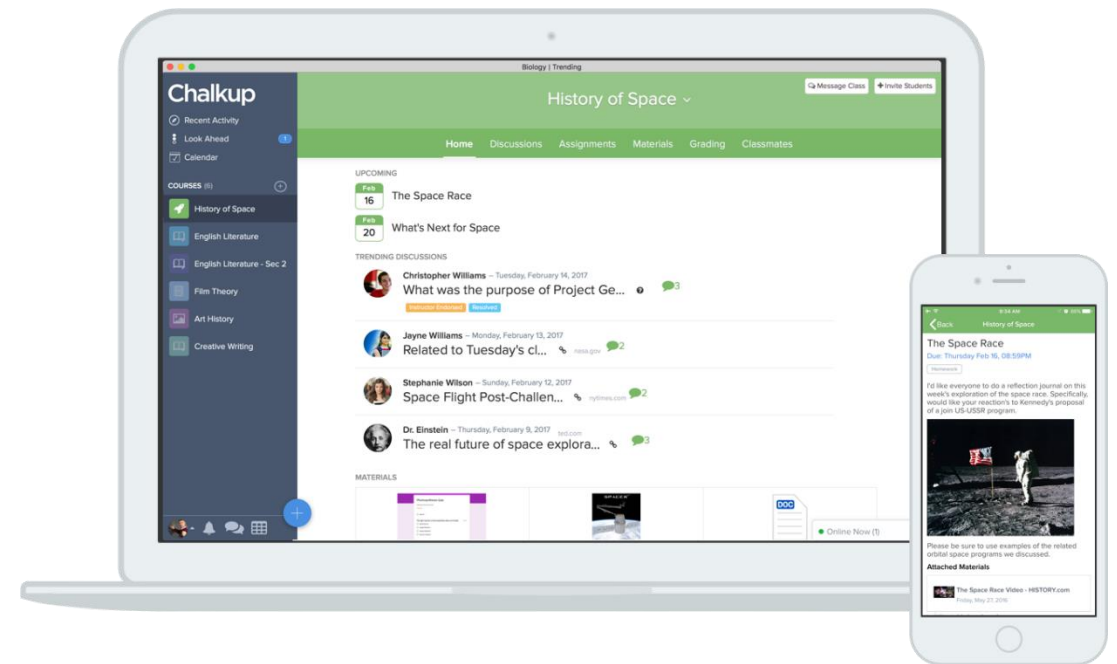 Biology | Trending
Chalkup
Recent Activity
Look Ahead 1
Calendar
COURSES (6)
History of Space
English Literature
English Literature - Sec 2
Film Theory
Art History
Creative Writing
History of Space
Message Class
Invite Students
Home Discussions Assignments Materials Grading Classmates
UPCOMING
Feb
16
The Space Race
Feb
20
What's Next for Space
TRENDING DISCUSSIONS
Christopher Williams – Tuesday, February 14, 2017
What was the purpose of Project Ge... 3
Instructor Endorsed Resolved
Jayne Williams – Monday, February 13, 2017
Related to Tuesday's cl... nasa.gov 2
Stephanie Wilson – Sunday, February 12, 2017
Space Flight Post-Challen... nytimes.com 2
Dr. Einstein – Thursday, February 9, 2017 ted.com
The real future of space explora... 3
MATERIALS
DOC
Online Now (1)
9:34 AM
Back History of Space
The Space Race
Due: Thursday Feb 16, 08:59PM
Homework
I'd like everyone to do a reflection journal on this
week's exploration of the space race. Specifically,
would like your reaction's to Kennedy's proposal
of a join US-USSR program.
Please be sure to use examples of the related
orbital space programs we discussed.
Attached Materials
The Space Race Video - HISTORY.com
Friday, May 27, 2016